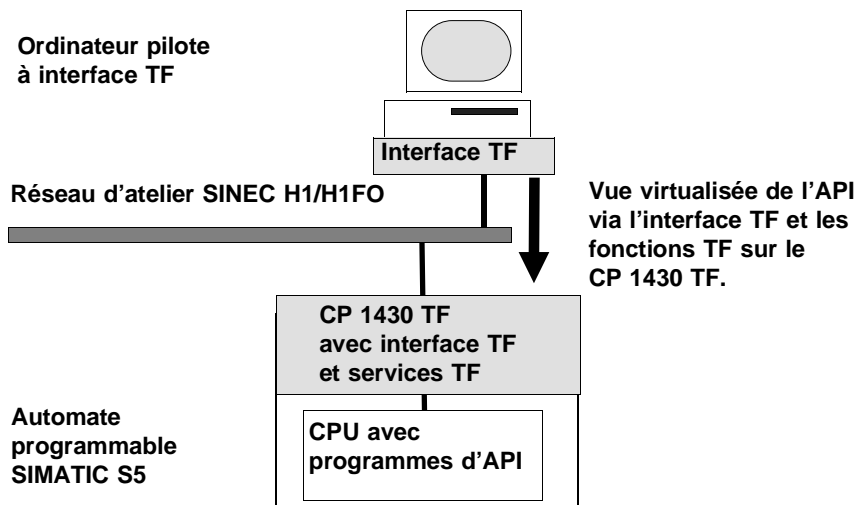 Ordinateur pilote
à interface TF
Interface TF
Réseau d'atelier SINEC H1/H1FO
Vue virtualisée de l'API
via l'interface TF et les
fonctions TF sur le
CP 1430 TF.
CP 1430 TF
avec interface TF
et services TF
Automate
programmable
SIMATIC S5
CPU avec
programmes d'API